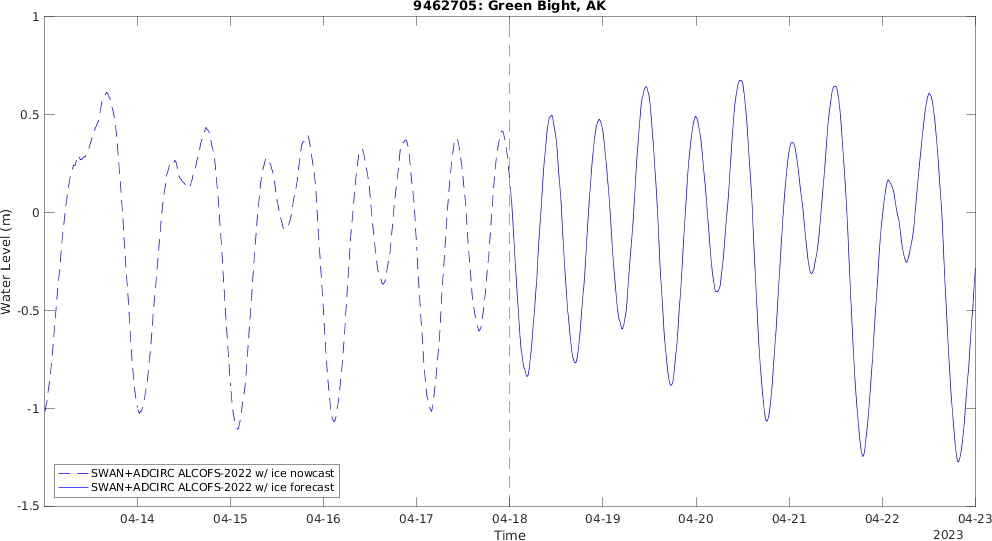 9462705: Green Bight, AK
1
0.5
0
-0.5
-1
-1.5
Water Level (m)
SWAN+ADCIRC ALCOFS-2022 w/ ice nowcast
SWAN+ADCIRC ALCOFS-2022 w/ ice forecast
04-14 04-15 04-16 04-17 04-18 04-19 04-20 04-21 04-22 04-23
Time
2023